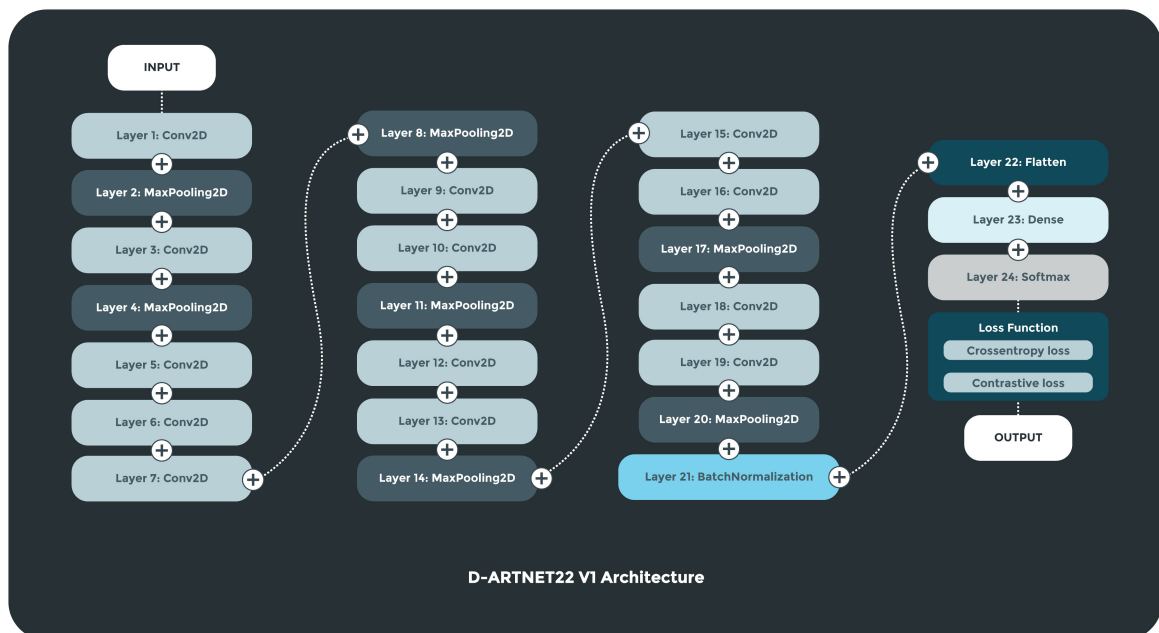 INPUT
Layer 1: Conv2D
Layer 2: MaxPooling2D
Layer 3: Conv2D
Layer 4: MaxPooling2D
Layer 5: Conv2D
Layer 6: Conv2D
Layer 7: Conv2D
Layer 8: MaxPooling2D
Layer 9: Conv2D
Layer 10: Conv2D
Layer 11: MaxPooling2D
Layer 12: Conv2D
Layer 13: Conv2D
Layer 14: MaxPooling2D
Layer 15: Conv2D
Layer 16: Conv2D
Layer 17: MaxPooling2D
Layer 18: Conv2D
Layer 19: Conv2D
Layer 20: MaxPooling2D
Layer 21: BatchNormalization
Layer 22: Flatten
Layer 23: Dense
Layer 24: Softmax
Loss Function
Crossentropy loss
Contrastive loss
OUTPUT
D-ARTNET22 V1 Architecture